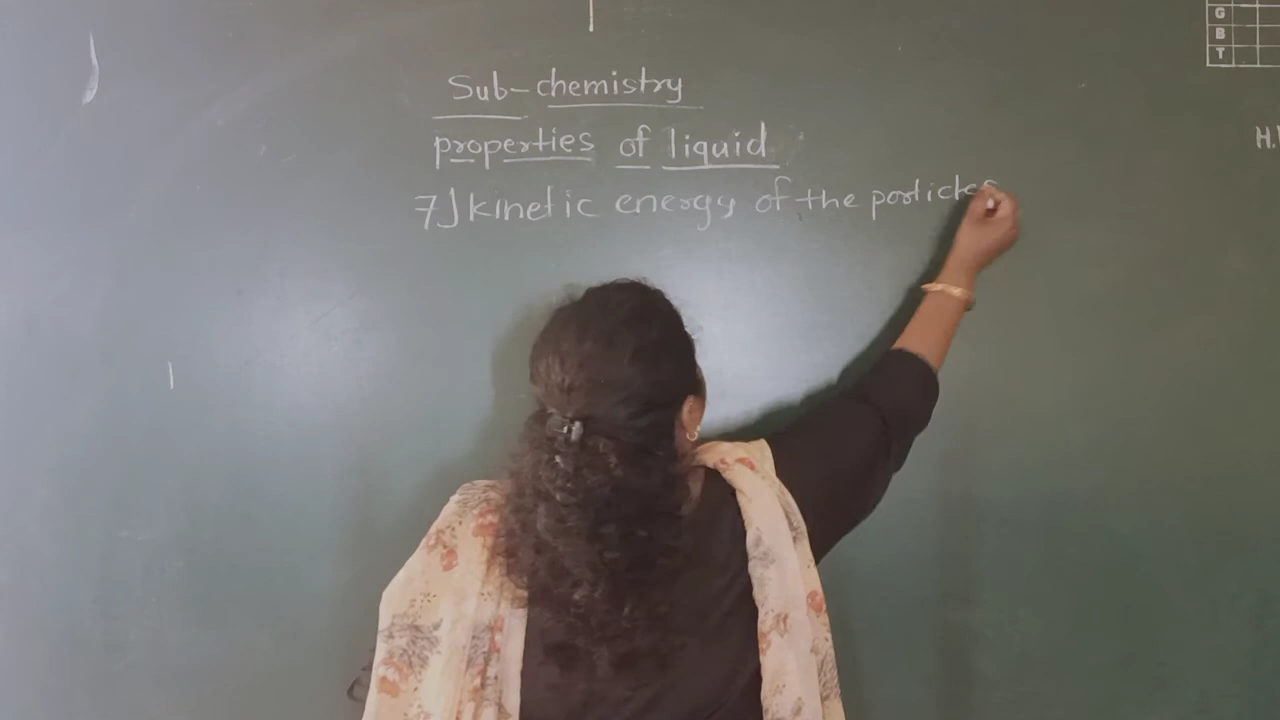 Sub-chemistry
properties of liquid
7] kinetic energy of the particles
G
B
T
H.